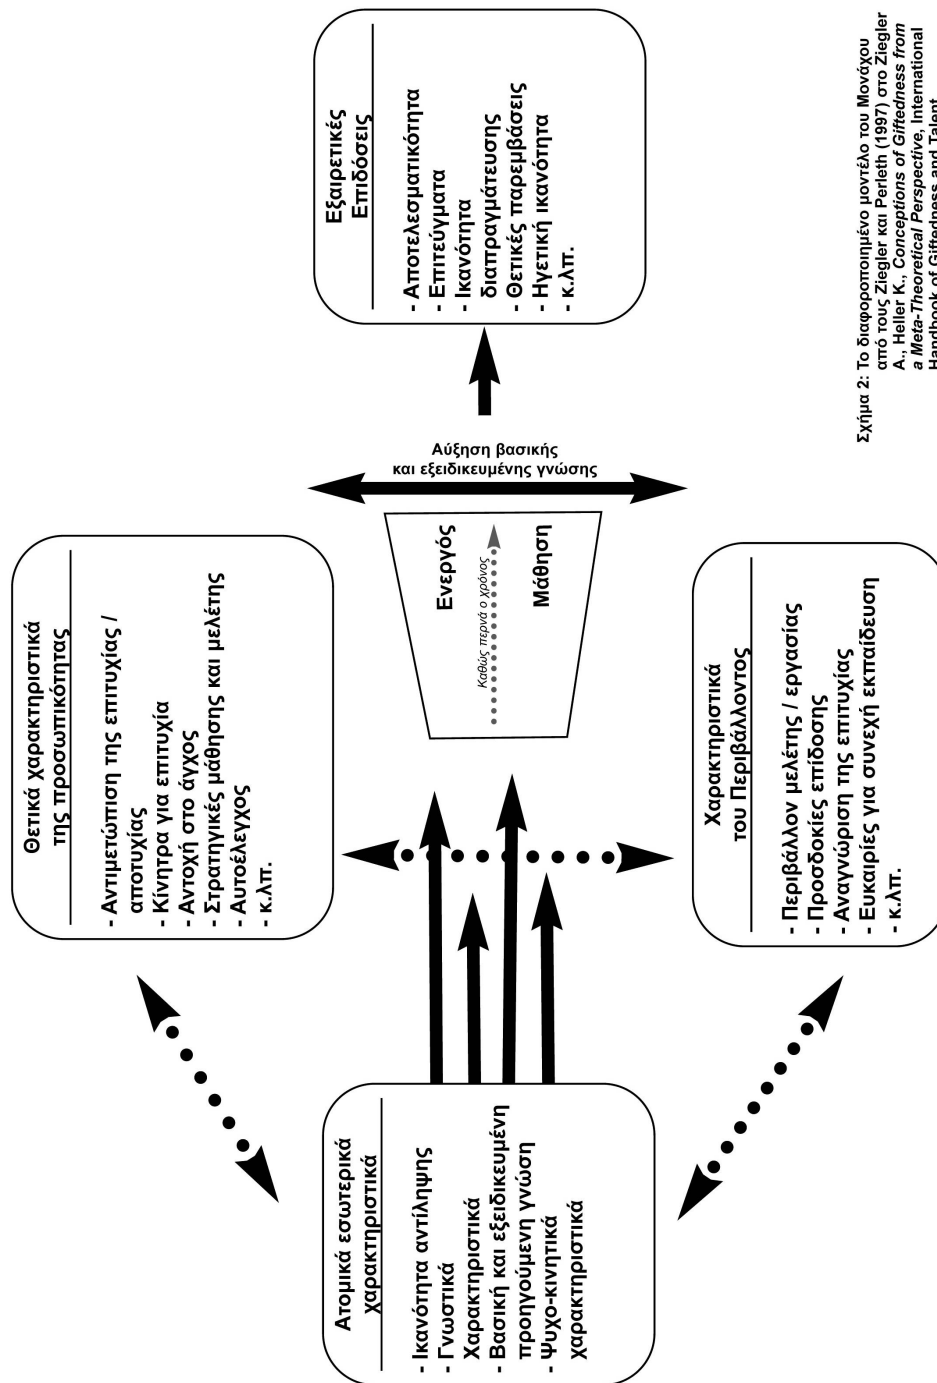 Θετικά χαρακτηριστικά
της προσωπικότητας
- Αντιμετώπιση της επιτυχίας /
αποτυχίας
- Κίνητρα για επιτυχία
- Αντοχή στο άγχος
- Στρατηγικές μάθησης και μελέτης
- Αυτοέλεγχος
- κ.λπ.
Ατομικά εσωτερικά
χαρακτηριστικά
- Ικανότητα αντίληψης
- Γνωστικά
Χαρακτηριστικά
- Βασική και εξειδικευμένη
προηγούμενη γνώση
- Ψυχο-κινητικά
χαρακτηριστικά
Ενεργός
Καθώς περνά ο χρόνος
Μάθηση
Αύξηση βασικής
και εξειδικευμένης γνώσης
Εξαιρετικές
Επιδόσεις
- Αποτελεσματικότητα
- Επιτεύγματα
- Ικανότητα
διαπραγμάτευσης
- Θετικές παρεμβάσεις
- Ηγετική ικανότητα
- κ.λπ.
Χαρακτηριστικά
του Περιβάλλοντος
- Περιβάλλον μελέτης / εργασίας
- Προσδοκίες επίδοσης
- Αναγνώριση της επιτυχίας
- Ευκαιρίες για συνεχή εκπαίδευση
- κ.λπ.
Σχήμα 2: Το διαφοροποιημένο μοντέλο του Μονάχου
από τους Ziegler και Perleth (1997) στο Ziegler
A., Heller K., Conceptions of Giftedness from
a Meta-Theoretical Perspective, International
Handbook of Giftedness and Talent